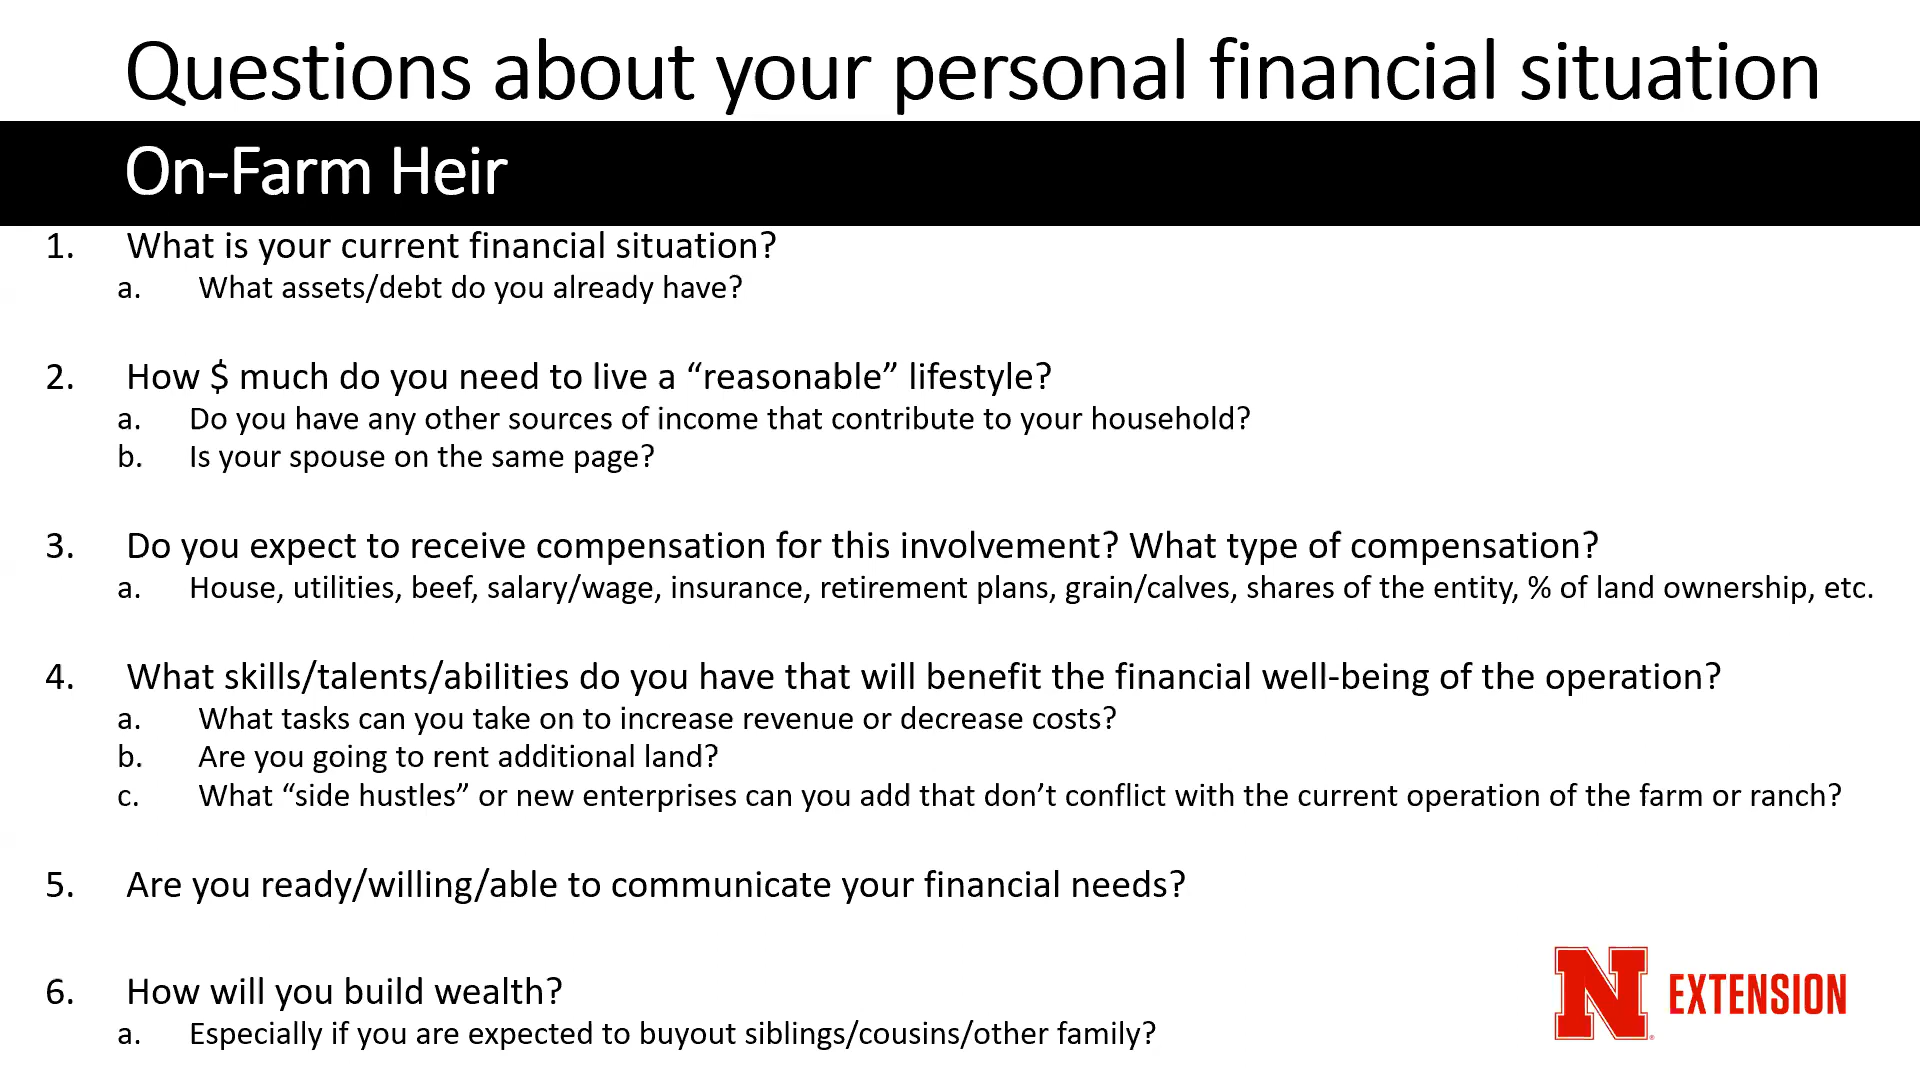 Questions about your personal financial situation
On-Farm Heir
1. What is your current financial situation?
a. What assets/debt do you already have?
2. How $ much do you need to live a “reasonable” lifestyle?
a. Do you have any other sources of income that contribute to your household?
b. Is your spouse on the same page?
3. Do you expect to receive compensation for this involvement? What type of compensation?
a. House, utilities, beef, salary/wage, insurance, retirement plans, grain/calves, shares of the entity, % of land ownership, etc.
4. What skills/talents/abilities do you have that will benefit the financial well-being of the operation?
a. What tasks can you take on to increase revenue or decrease costs?
b. Are you going to rent additional land?
c. What “side hustles” or new enterprises can you add that don’t conflict with the current operation of the farm or ranch?
5. Are you ready/willing/able to communicate your financial needs?
6. How will you build wealth?
a. Especially if you are expected to buyout siblings/cousins/other family?
N EXTENSION